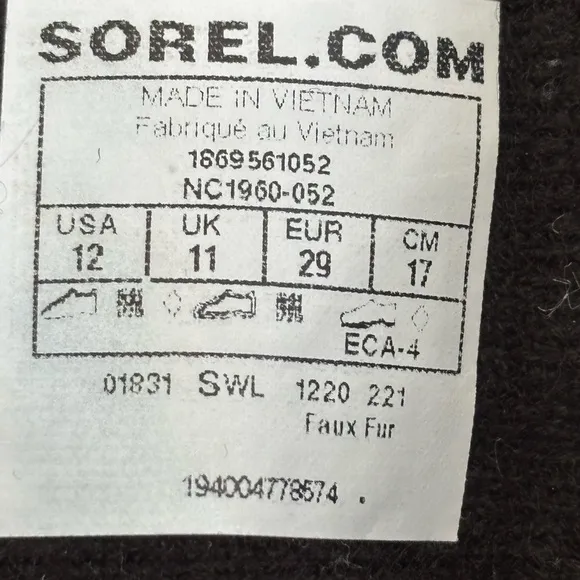 SOREL.COM
MADE IN VIETNAM
Fabriqué au Vietnam
1869561052
NC1960-052
USA UK EUR CM
12 11 29 17
ECA-4
01831 SWL 1220 221
Faux Fur
194004778574 .